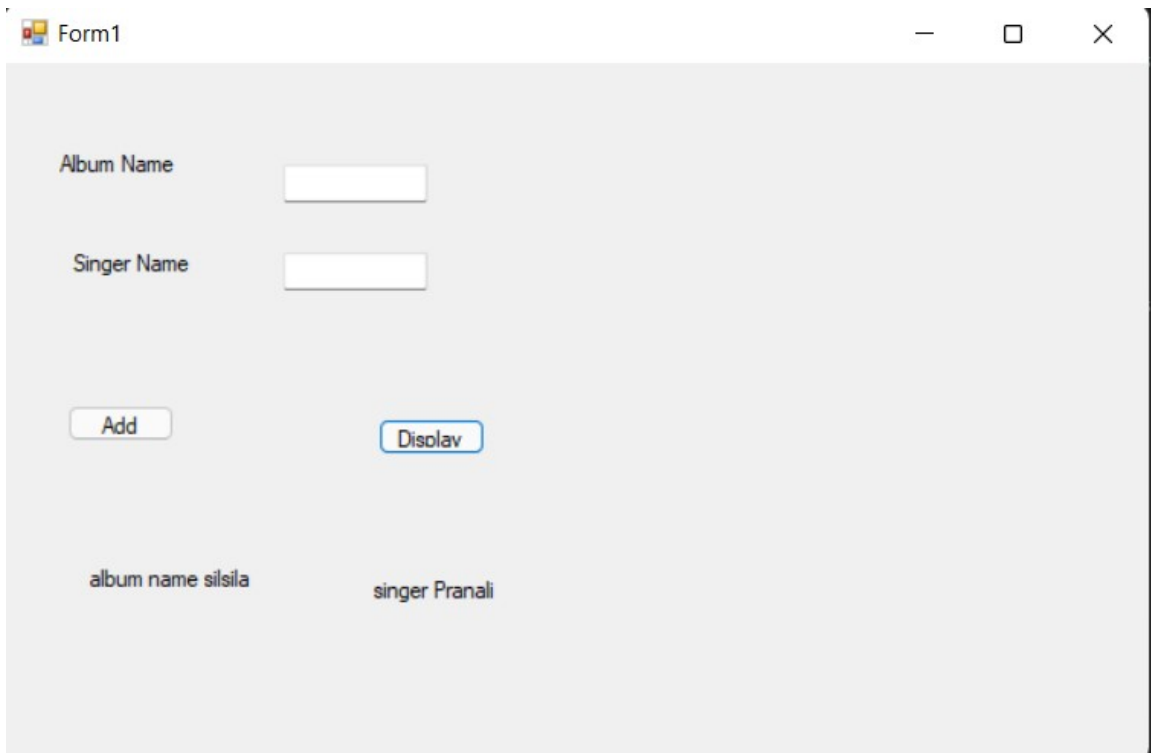 Form1
Album Name
Singer Name
Add
Display
album name silsila
singer Pranali